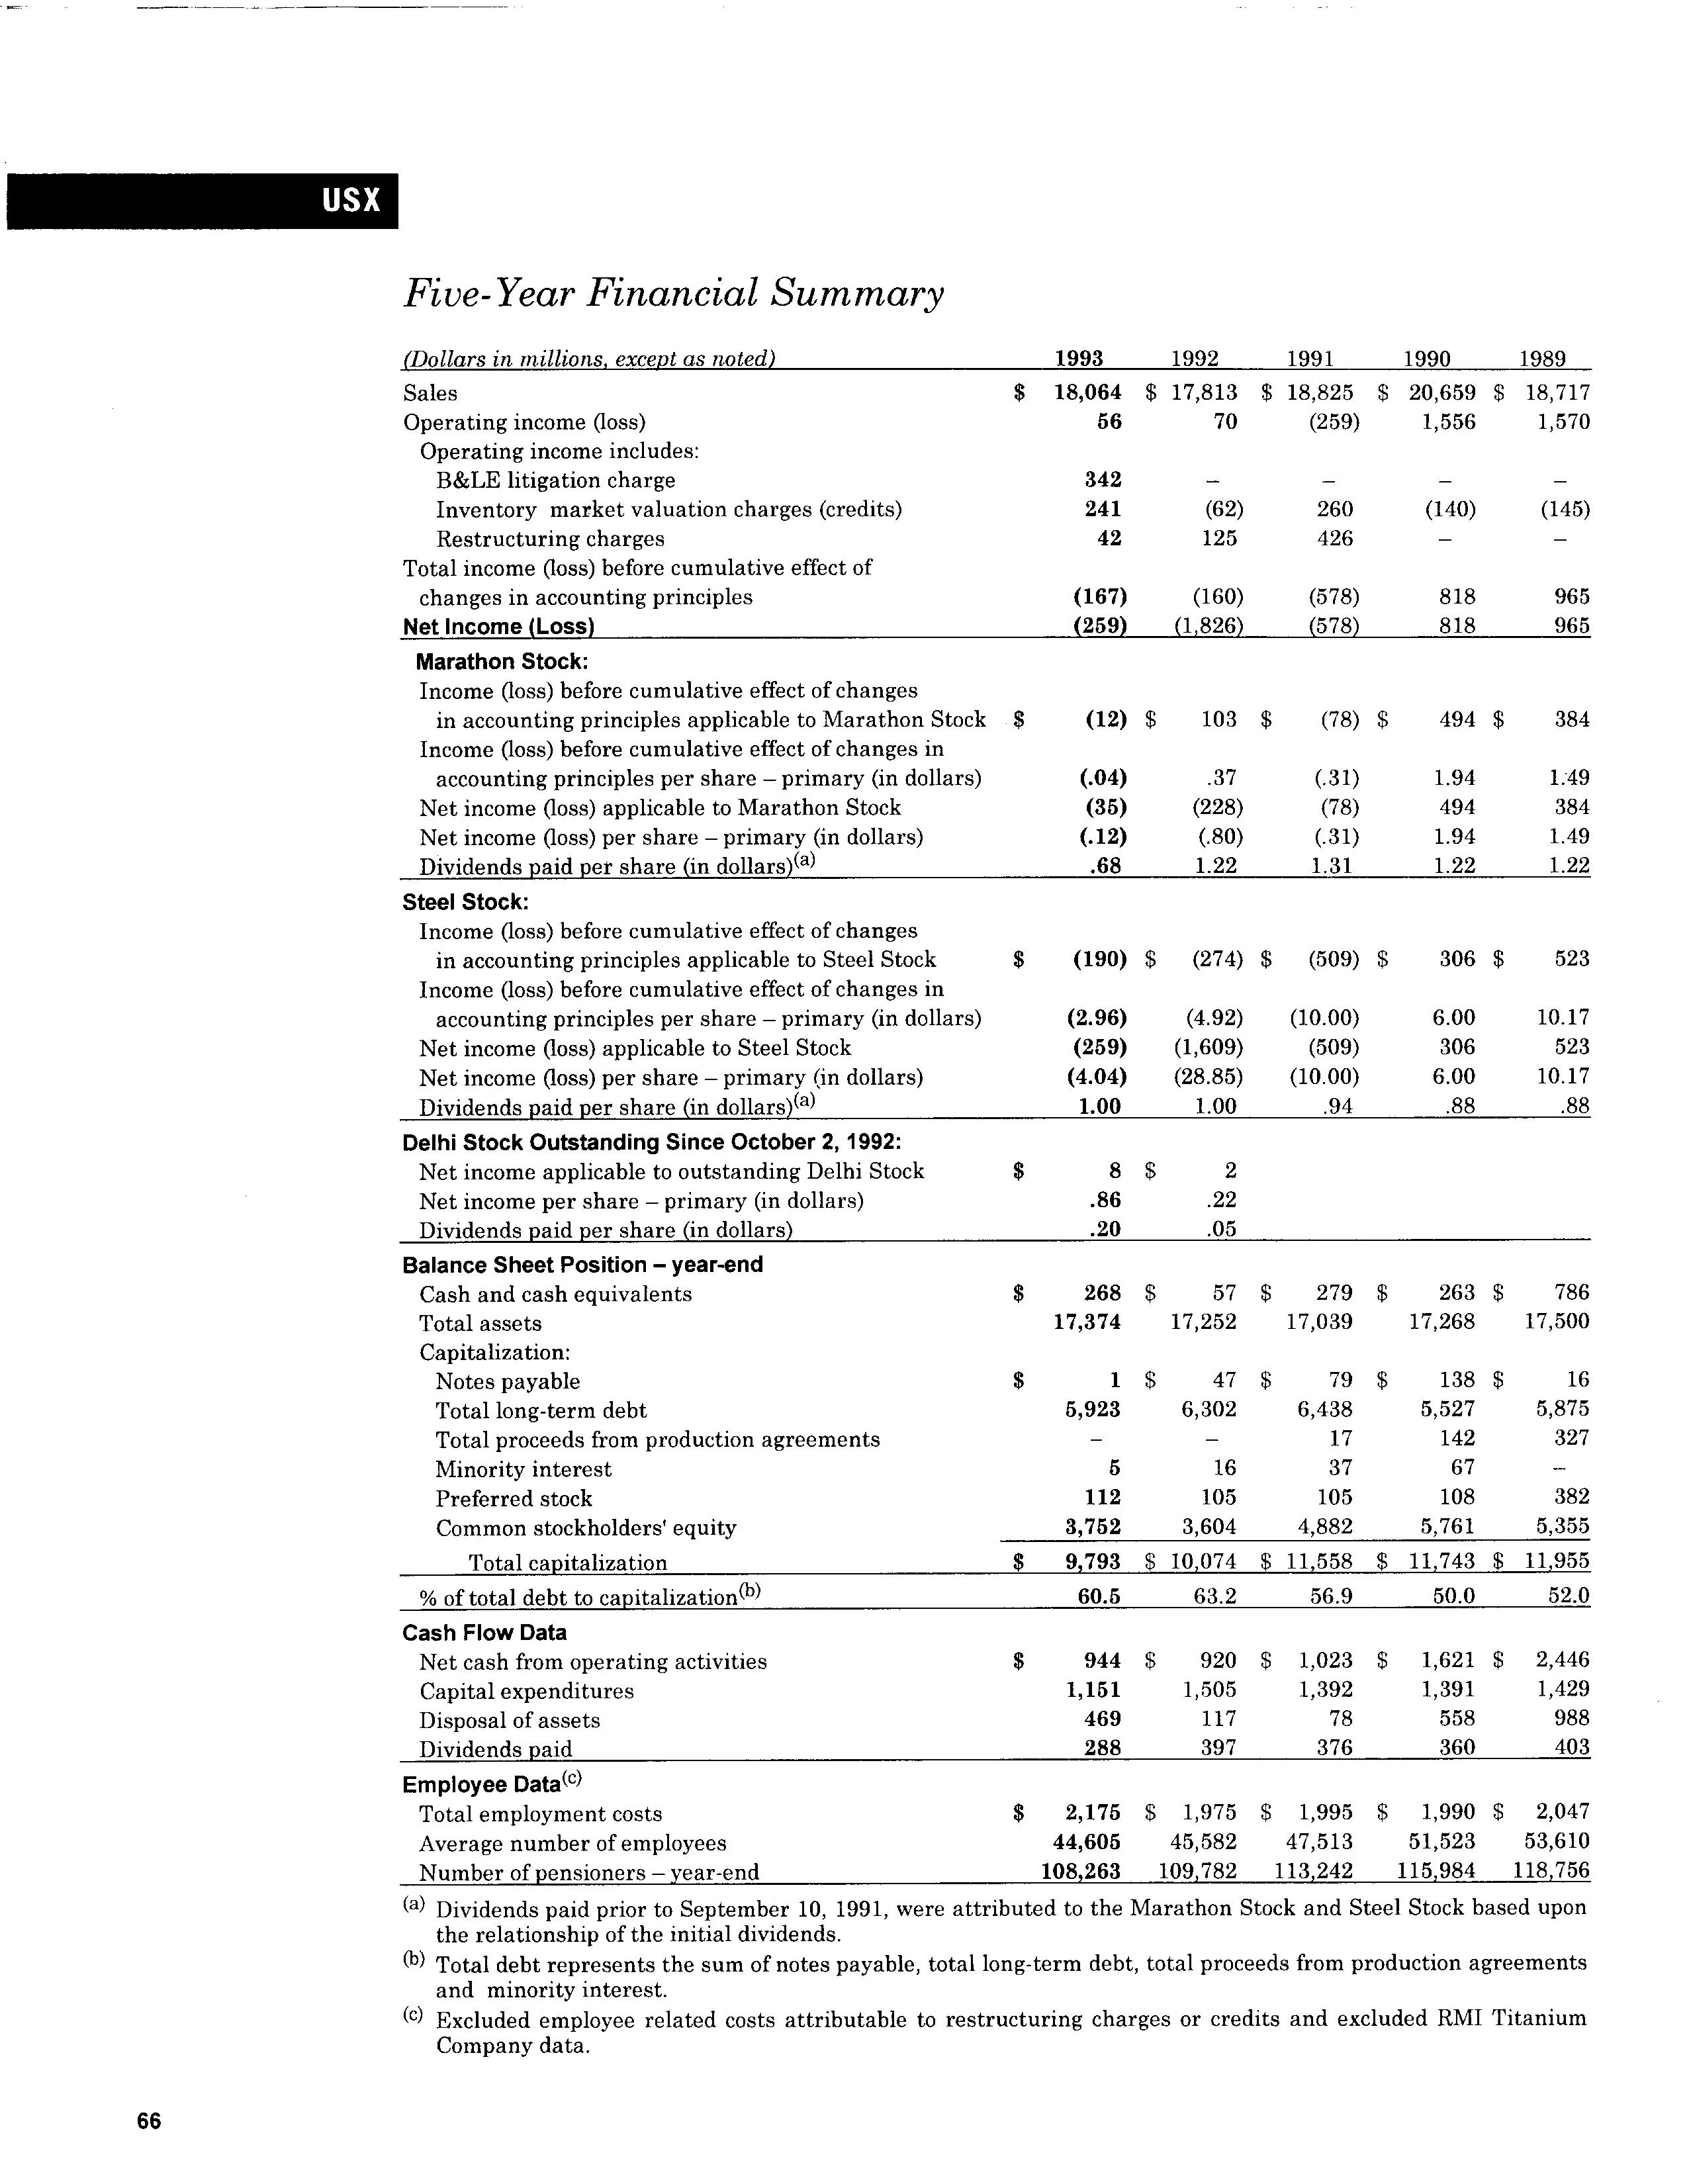 USX
Five-Year Financial Summary
(Dollars in millions, except as noted) 1993 1992 1991 1990 1989
Sales $ 18,064 $ 17,813 $ 18,825 $ 20,659 $ 18,717
Operating income (loss) 56 70 (259) 1,556 1,570
Operating income includes:
B&LE litigation charge 342 – – – –
Inventory market valuation charges (credits) 241 (62) 260 (140) (145)
Restructuring charges 42 125 426 – –
Total income (loss) before cumulative effect of
changes in accounting principles (167) (160) (578) 818 965
Net Income (Loss) (259) (1,826) (578) 818 965
Marathon Stock:
Income (loss) before cumulative effect of changes
in accounting principles applicable to Marathon Stock $ (12) $ 103 $ (78) $ 494 $ 384
Income (loss) before cumulative effect of changes in
accounting principles per share – primary (in dollars) (.04) .37 (.31) 1.94 1.49
Net income (loss) applicable to Marathon Stock (35) (228) (78) 494 384
Net income (loss) per share – primary (in dollars) (.12) (.80) (.31) 1.94 1.49
Dividends paid per share (in dollars)(a) .68 1.22 1.31 1.22 1.22
Steel Stock:
Income (loss) before cumulative effect of changes
in accounting principles applicable to Steel Stock $ (190) $ (274) $ (509) $ 306 $ 523
Income (loss) before cumulative effect of changes in
accounting principles per share – primary (in dollars) (2.96) (4.92) (10.00) 6.00 10.17
Net income (loss) applicable to Steel Stock (259) (1,609) (509) 306 523
Net income (loss) per share – primary (in dollars) (4.04) (28.85) (10.00) 6.00 10.17
Dividends paid per share (in dollars)(a) 1.00 1.00 .94 .88 .88
Delhi Stock Outstanding Since October 2, 1992:
Net income applicable to outstanding Delhi Stock $ 8 $ 2
Net income per share – primary (in dollars) .86 .22
Dividends paid per share (in dollars) .20 .05
Balance Sheet Position – year-end
Cash and cash equivalents $ 268 $ 57 $ 279 $ 263 $ 786
Total assets 17,374 17,252 17,039 17,268 17,500
Capitalization:
Notes payable $ 1 $ 47 $ 79 $ 138 $ 16
Total long-term debt 5,923 6,302 6,438 5,527 5,875
Total proceeds from production agreements – – 17 142 327
Minority interest 5 16 37 67 –
Preferred stock 112 105 105 108 382
Common stockholders' equity 3,752 3,604 4,882 5,761 5,355
Total capitalization $ 9,793 $ 10,074 $ 11,558 $ 11,743 $ 11,955
% of total debt to capitalization(b) 60.5 63.2 56.9 50.0 52.0
Cash Flow Data
Net cash from operating activities $ 944 $ 920 $ 1,023 $ 1,621 $ 2,446
Capital expenditures 1,151 1,505 1,392 1,391 1,429
Disposal of assets 469 117 78 558 988
Dividends paid 288 397 376 360 403
Employee Data(c)
Total employment costs $ 2,175 $ 1,975 $ 1,995 $ 1,990 $ 2,047
Average number of employees 44,605 45,582 47,513 51,523 53,610
Number of pensioners – year-end 108,263 109,782 113,242 115,984 118,756
(a) Dividends paid prior to September 10, 1991, were attributed to the Marathon Stock and Steel Stock based upon
the relationship of the initial dividends.
(b) Total debt represents the sum of notes payable, total long-term debt, total proceeds from production agreements
and minority interest.
(c) Excluded employee related costs attributable to restructuring charges or credits and excluded RMI Titanium
Company data.
66